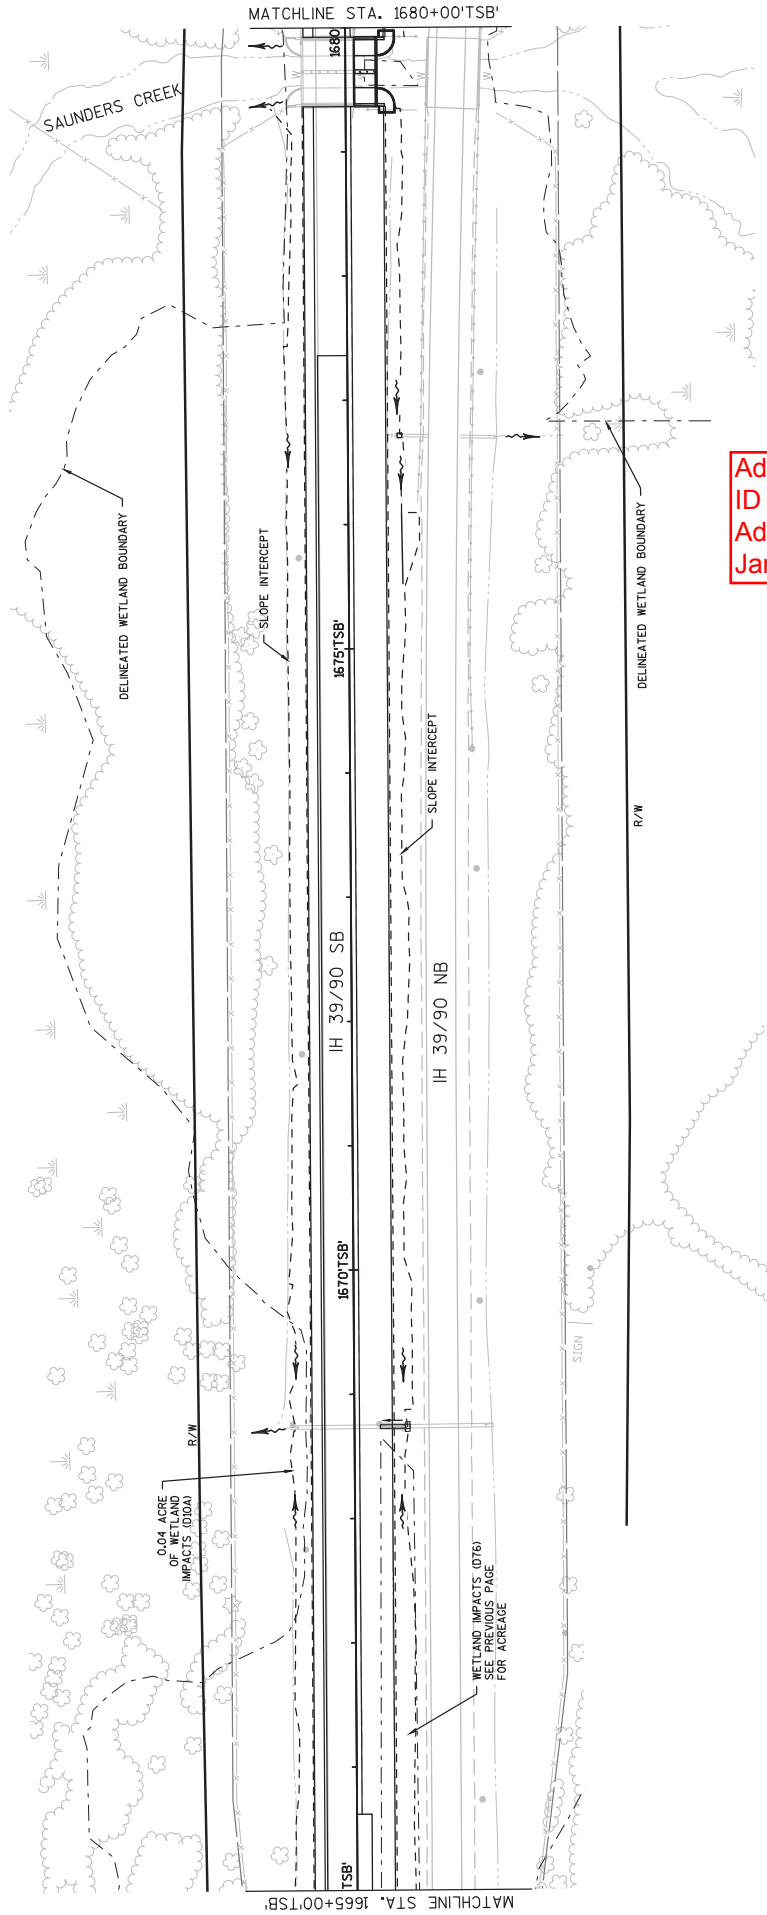 MATCHLINE STA. 1680+00'TSB'
1680'
SAUNDERS CREEK
DELINEATED WETLAND BOUNDARY
SLOPE INTERCEPT
1675'TSB'
SLOPE INTERCEPT
DELINEATED WETLAND BOUNDARY
R/W
IH 39/90 SB
IH 39/90 NB
1670'TSB'
SIGN
R/W
0.04 ACRE
OF WETLAND
IMPACTS (D10A)
WETLAND IMPACTS (D76)
SEE PREVIOUS PAGE
FOR ACREAGE
TSB'
MATCHLINE STA. 1665+00'TSB'
Ad
ID
Ad
Jar